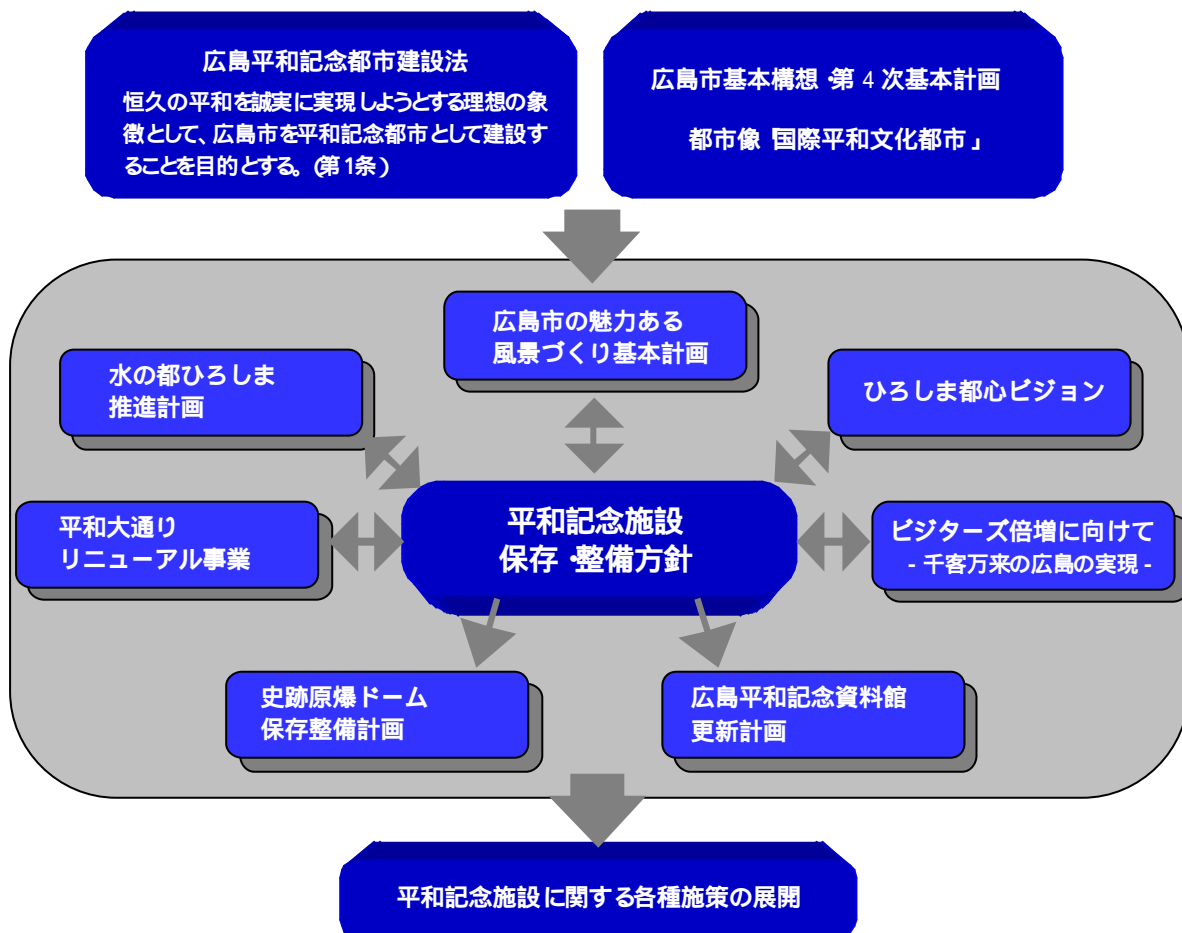 広島平和記念都市建設法
恒久の平和を誠実に実現しようとする理想の象
徴として、広島市を平和記念都市として建設す
ることを目的とする。(第1条)
広島市基本構想・第4次基本計画
都市像「国際平和文化都市」
広島市の魅力ある
風景づくり基本計画
水の都ひろしま
推進計画
ひろしま都心ビジョン
平和大通り
リニューアル事業
平和記念施設
保存・整備方針
ビジターズ倍増に向けて
- 千客万来の広島の実現 -
史跡原爆ドーム
保存整備計画
広島平和記念資料館
更新計画
平和記念施設に関する各種施策の展開